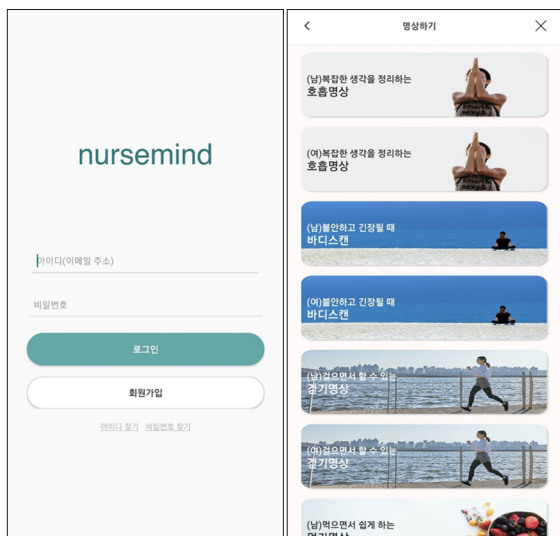 nursemind
아이디(이메일 주소)
비밀번호
로그인
회원가입
아이디 찾기 비밀번호 찾기
명상하기
(남)복잡한 생각을 정리하는
호흡명상
(여)복잡한 생각을 정리하는
호흡명상
(남)불안하고 긴장될 때
바디스캔
(여)불안하고 긴장될 때
바디스캔
(남)걸으면서 할 수 있는
걷기명상
(여)걸으면서 할 수 있는
걷기명상
(남)먹으면서 쉽게 하는
먹기명상